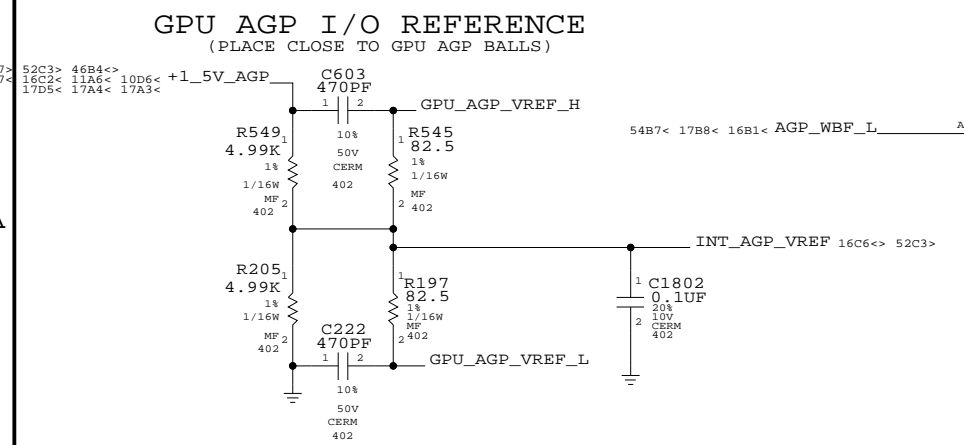 GPU AGP I/O REFERENCE
(PLACE CLOSE TO GPU AGP BALLS)
52C3> 46B4<>
16C2< 11A6< 10D6< +1_5V_AGP
17D5< 17A4< 17A3<
C603
470PF
1 2
10%
50V
CERM
402
GPU_AGP_VREF_H
R549 1
4.99K
1%
1/16W
MF 2
402
1 R545
82.5
1%
1/16W
MF
2 402
54B7< 17B8< 16B1< AGP_WBF_L
INT_AGP_VREF 16C6<> 52C3>
R205 1
4.99K
1%
1/16W
MF 2
402
1 R197
82.5
1%
1/16W
MF
2 402
1 C1802
0.1UF
20%
10V
2 CERM
402
C222
470PF
1 2
10%
50V
CERM
402
GPU_AGP_VREF_L